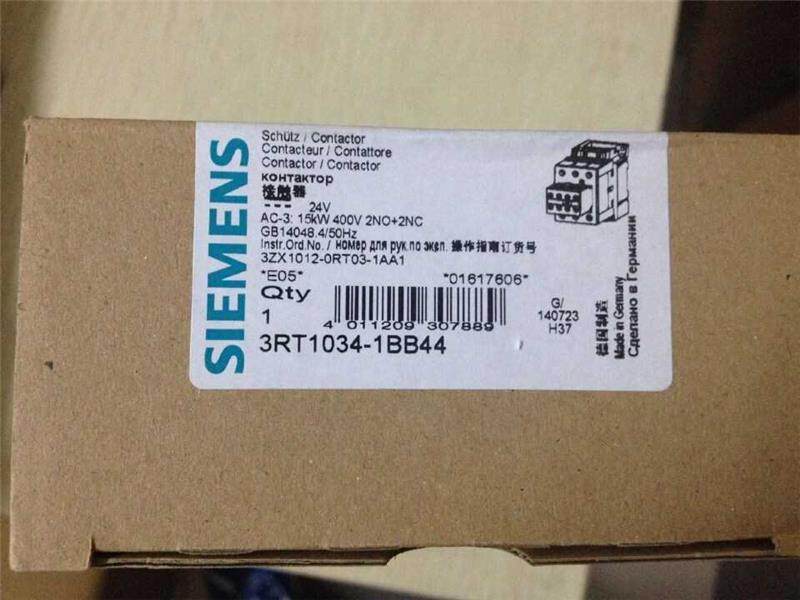 SIEMENS
Schütz / Contactor
Contacteur / Contattore
Contactor / Contactor
контактор
接触器
24V
AC-3: 15kW 400V 2NO+2NC
GB14048.4/50Hz
Instr.Ord.No. / номер для рук.по эксп. 操作指南订货号
3ZX1012-0RT03-1AA1
"E05" "01617606"
Qty
1
4 011209 307889
3RT1034-1BB44
G/
140723
H37
德国制造
Made in Germany
Сделано в Германии